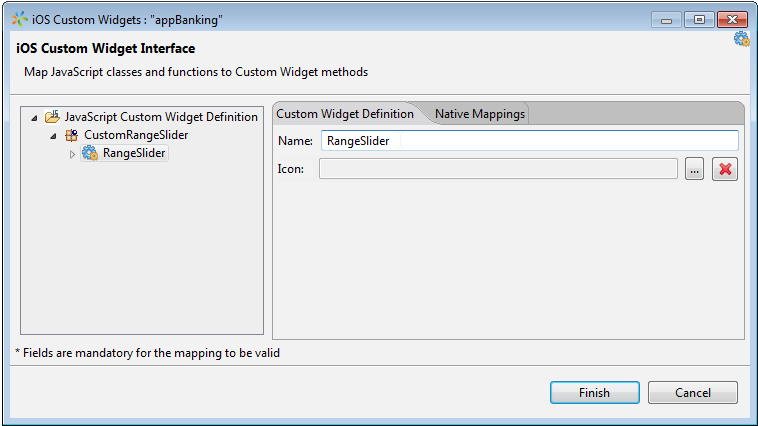 iOS Custom Widgets : "appBanking"
iOS Custom Widget Interface
Map JavaScript classes and functions to Custom Widget methods
JavaScript Custom Widget Definition
CustomRangeSlider
RangeSlider
Custom Widget Definition Native Mappings
Name: RangeSlider
Icon: ...
* Fields are mandatory for the mapping to be valid
Finish Cancel